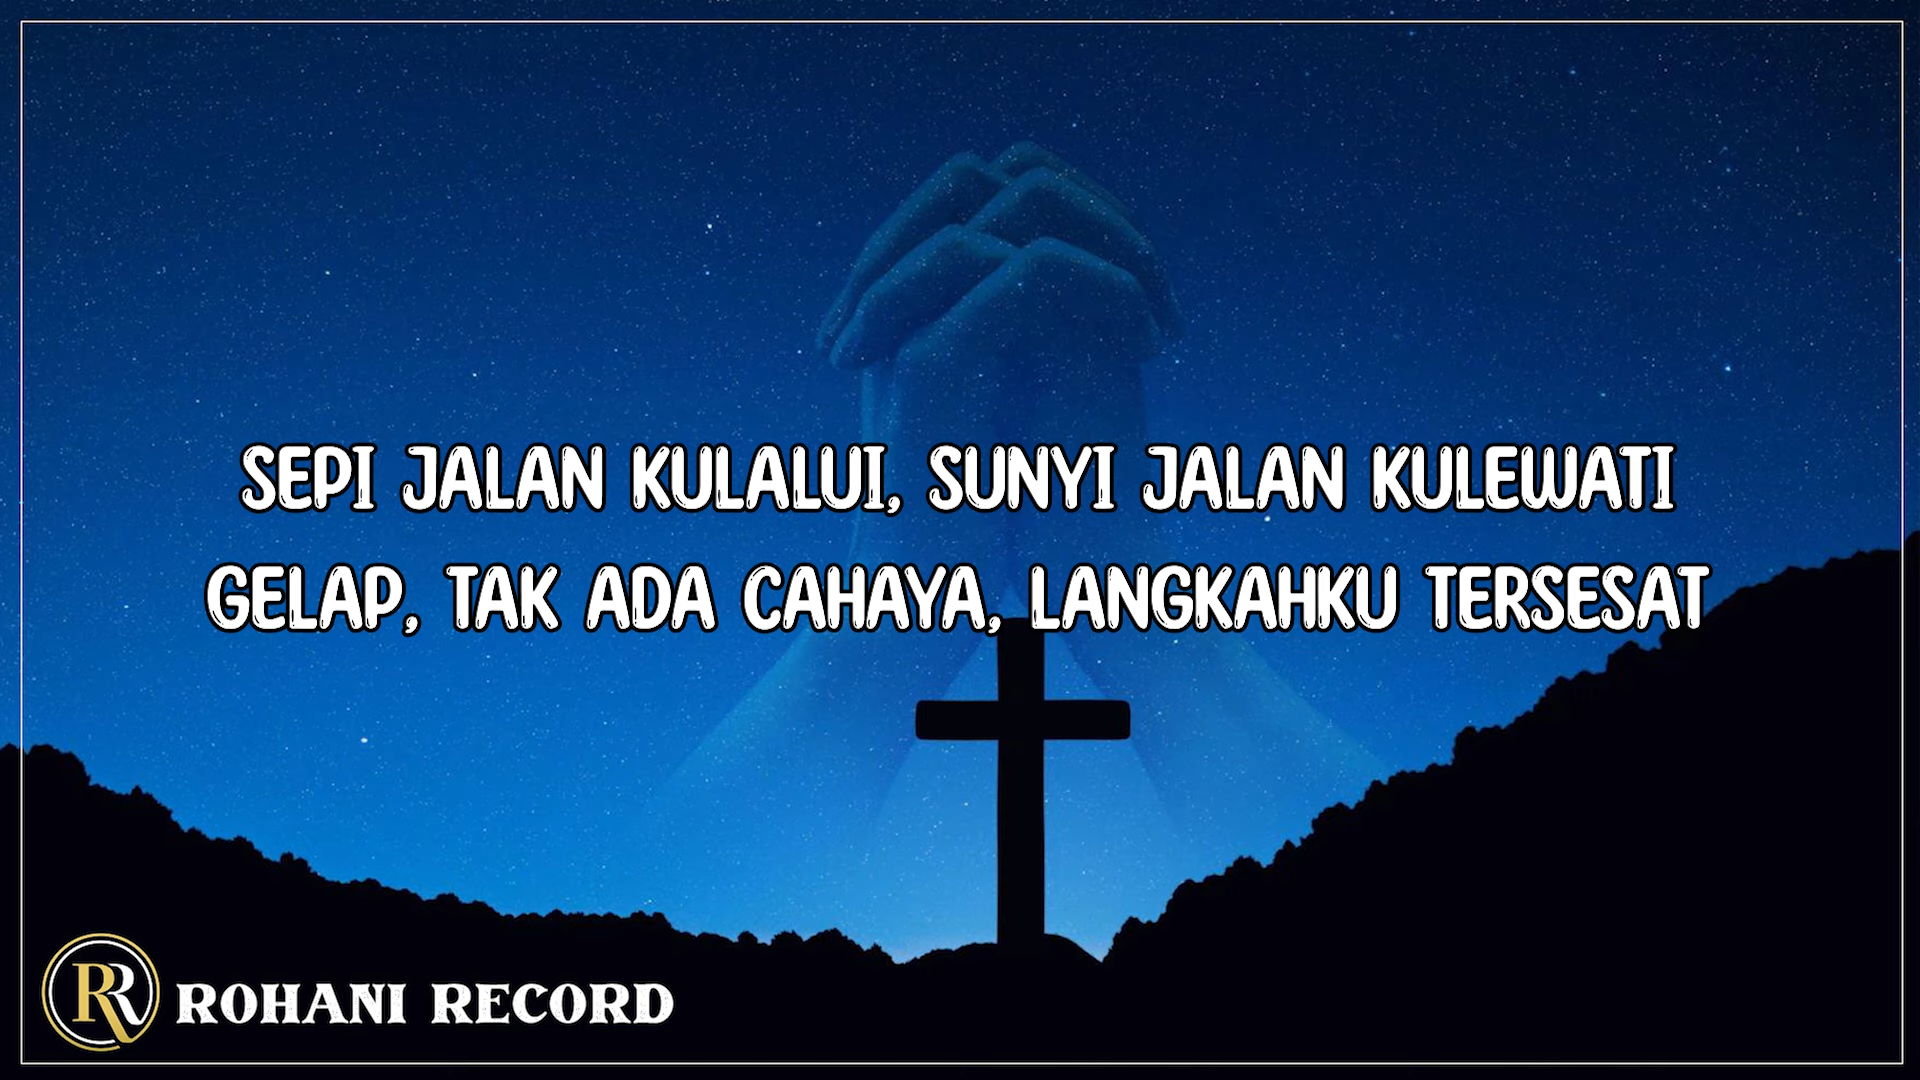 SEPI JALAN KULALUI, SUNYI JALAN KULEWATI
GELAP, TAK ADA CAHAYA, LANGKAHKU TERSESAT
RR ROHANI RECORD